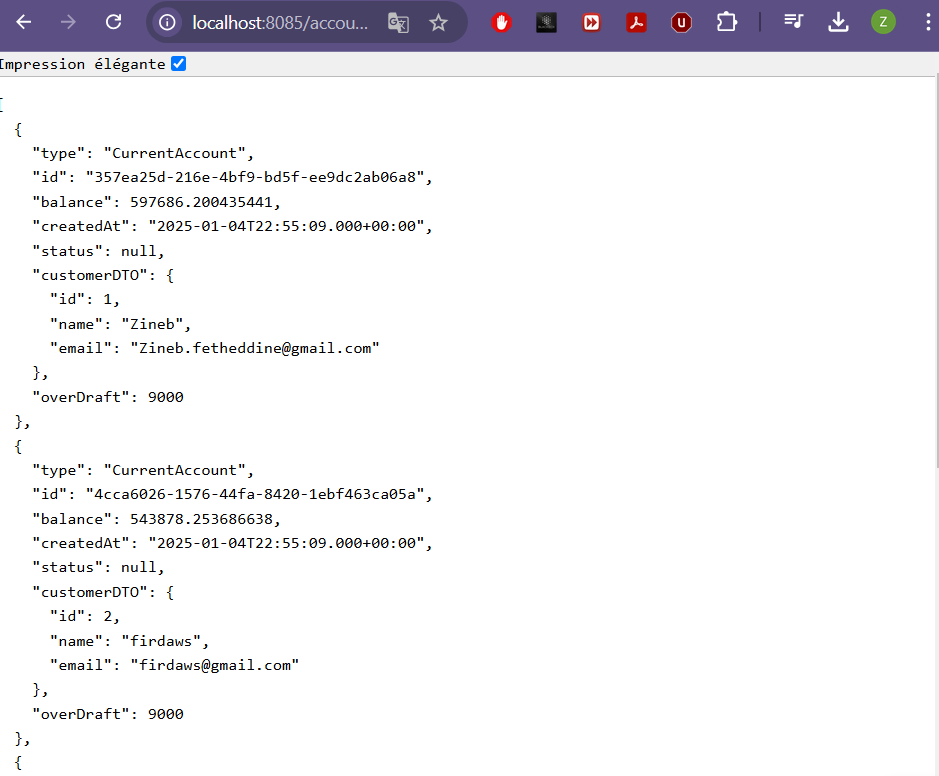 localhost:8085/accou...
Z
Impression élégante
[
{
"type": "CurrentAccount",
"id": "357ea25d-216e-4bf9-bd5f-ee9dc2ab06a8",
"balance": 597686.200435441,
"createdAt": "2025-01-04T22:55:09.000+00:00",
"status": null,
"customerDTO": {
"id": 1,
"name": "Zineb",
"email": "Zineb.fetheddine@gmail.com"
},
"overDraft": 9000
},
{
"type": "CurrentAccount",
"id": "4cca6026-1576-44fa-8420-1ebf463ca05a",
"balance": 543878.253686638,
"createdAt": "2025-01-04T22:55:09.000+00:00",
"status": null,
"customerDTO": {
"id": 2,
"name": "firdaws",
"email": "firdaws@gmail.com"
},
"overDraft": 9000
},
{